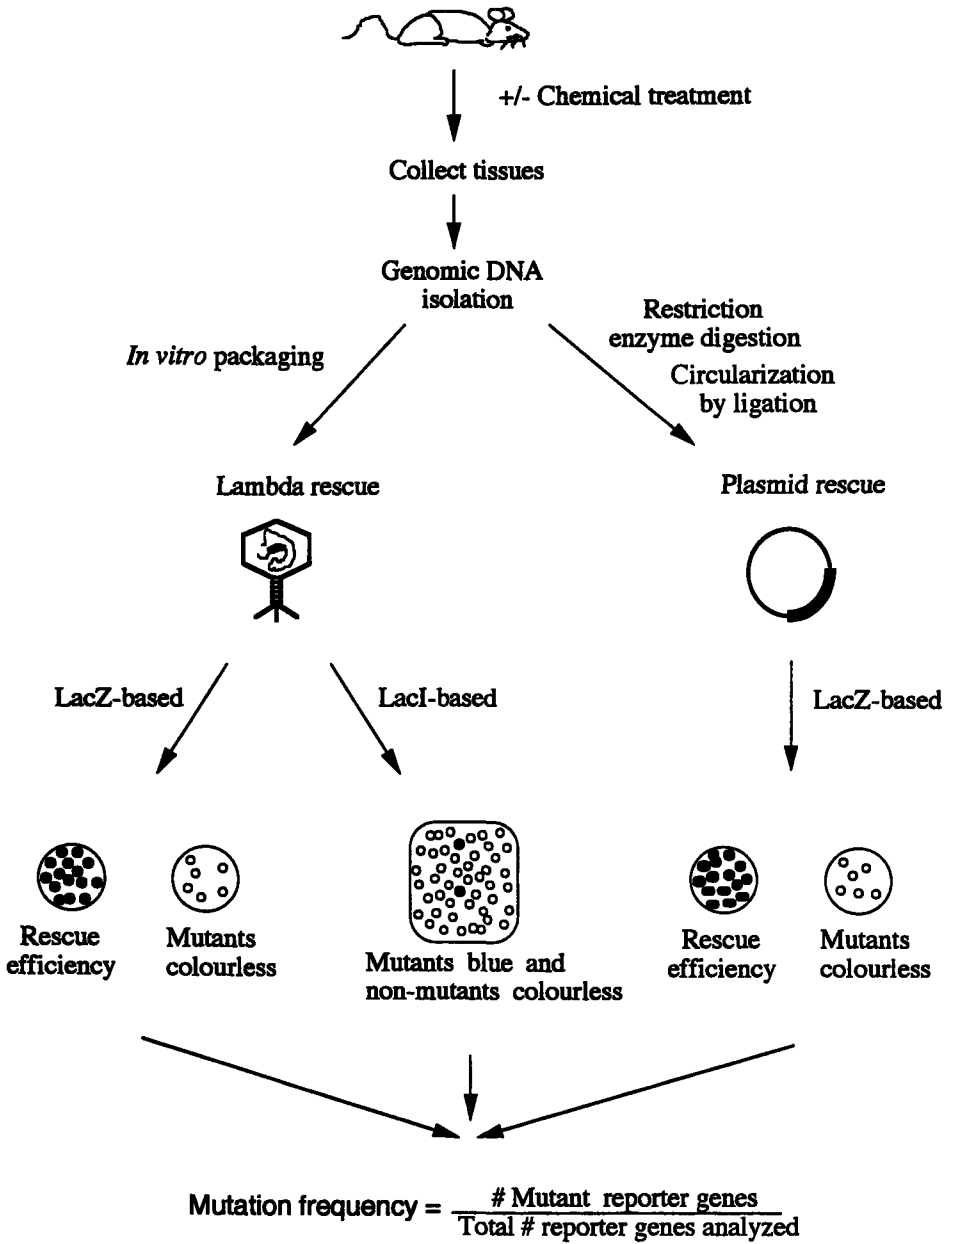 +/- Chemical treatment
Collect tissues
Genomic DNA
isolation
In vitro packaging
Restriction
enzyme digestion
Circularization
by ligation
Lambda rescue
Plasmid rescue
LacZ-based
LacI-based
LacZ-based
Rescue
efficiency
Mutants
colourless
Mutants blue and
non-mutants colourless
Rescue
efficiency
Mutants
colourless
Mutation frequency = # Mutant reporter genes
Total # reporter genes analyzed